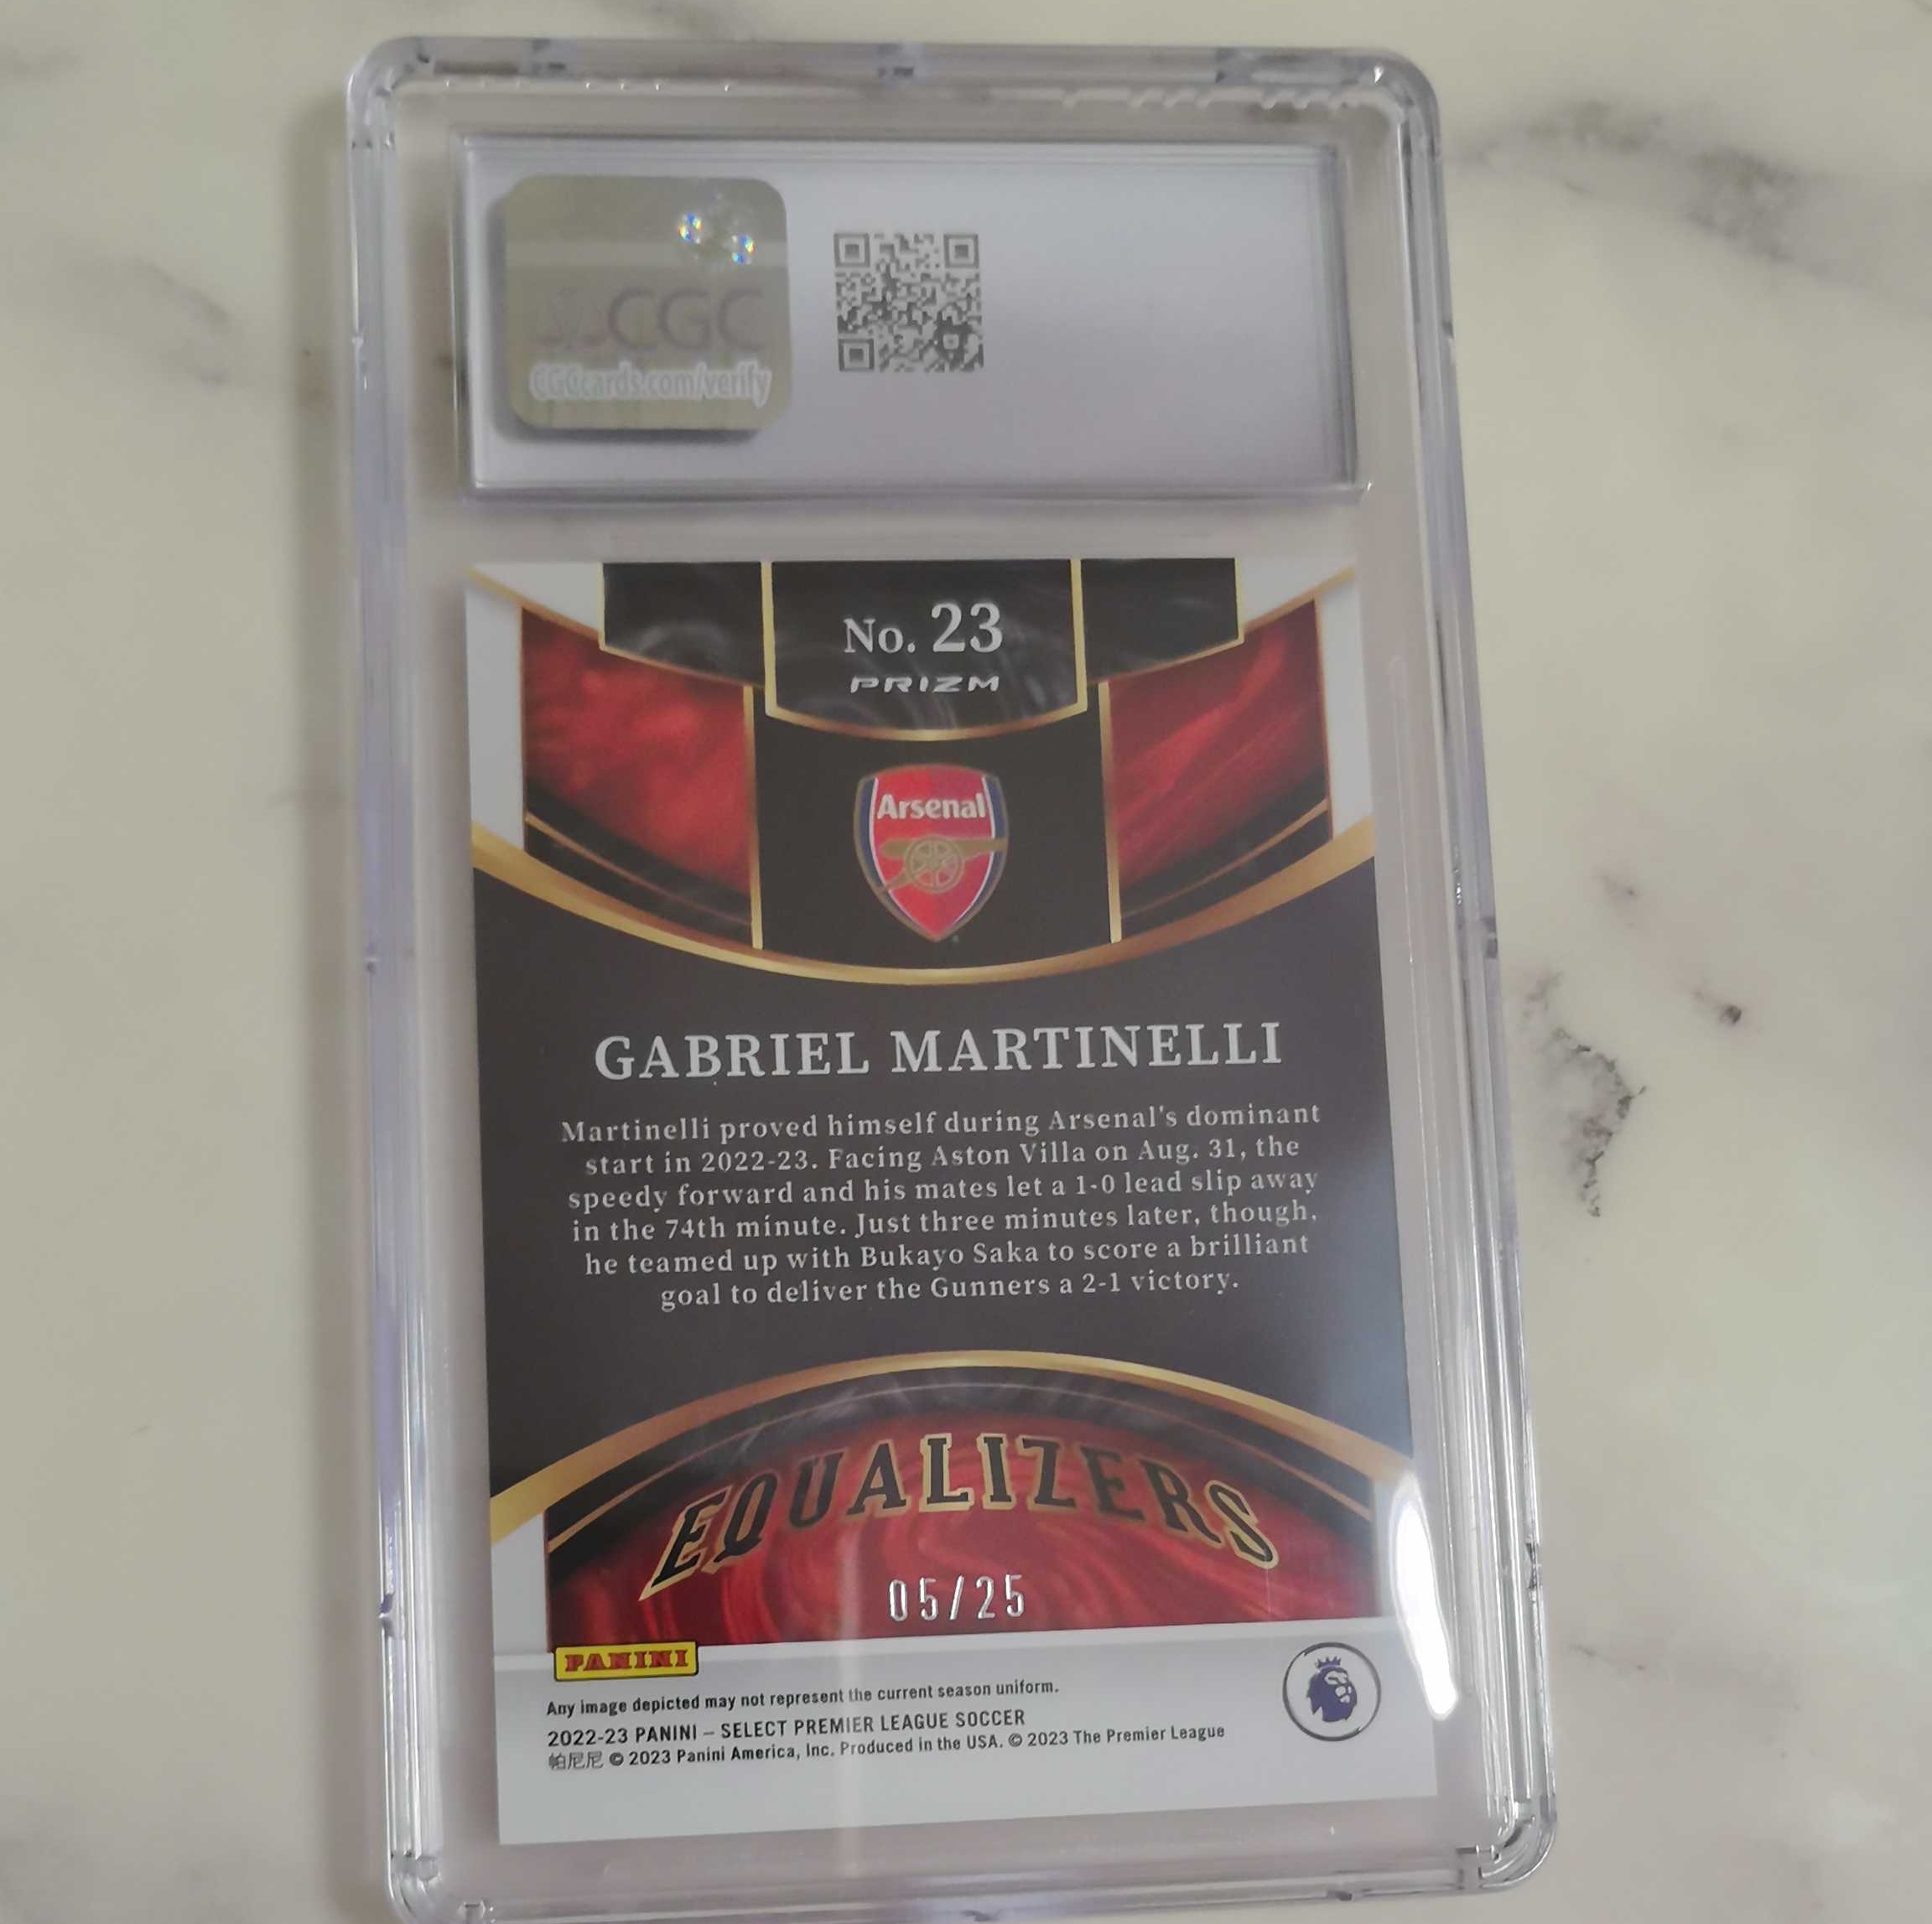 CGC
CGCcards.com/verify
No. 23
PRIZM
Arsenal
GABRIEL MARTINELLI
Martinelli proved himself during Arsenal's dominant
start in 2022-23. Facing Aston Villa on Aug. 31, the
speedy forward and his mates let a 1-0 lead slip away
in the 74th minute. Just three minutes later, though,
he teamed up with Bukayo Saka to score a brilliant
goal to deliver the Gunners a 2-1 victory.
EQUALIZERS
05/25
PANINI
Any image depicted may not represent the current season uniform.
2022-23 PANINI – SELECT PREMIER LEAGUE SOCCER
帕尼尼 © 2023 Panini America, Inc. Produced in the USA. © 2023 The Premier League